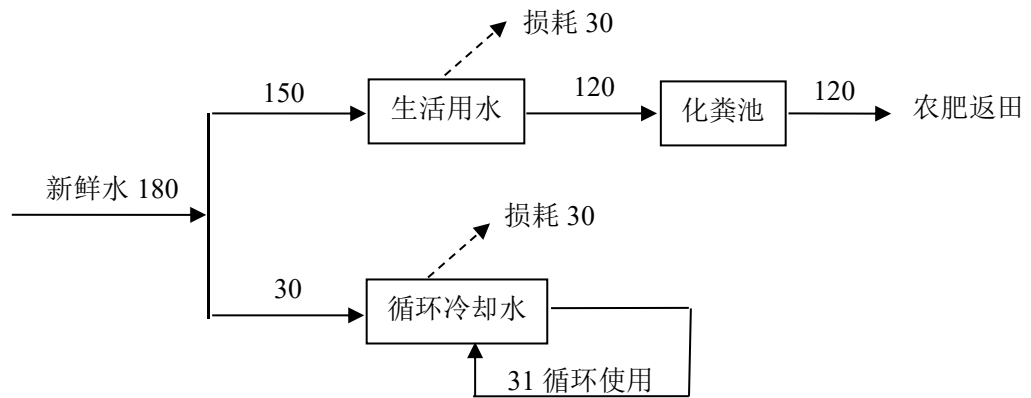 损耗 30
150
生活用水
120
化粪池
120
农肥返田
新鲜水 180
损耗 30
30
循环冷却水
31 循环使用